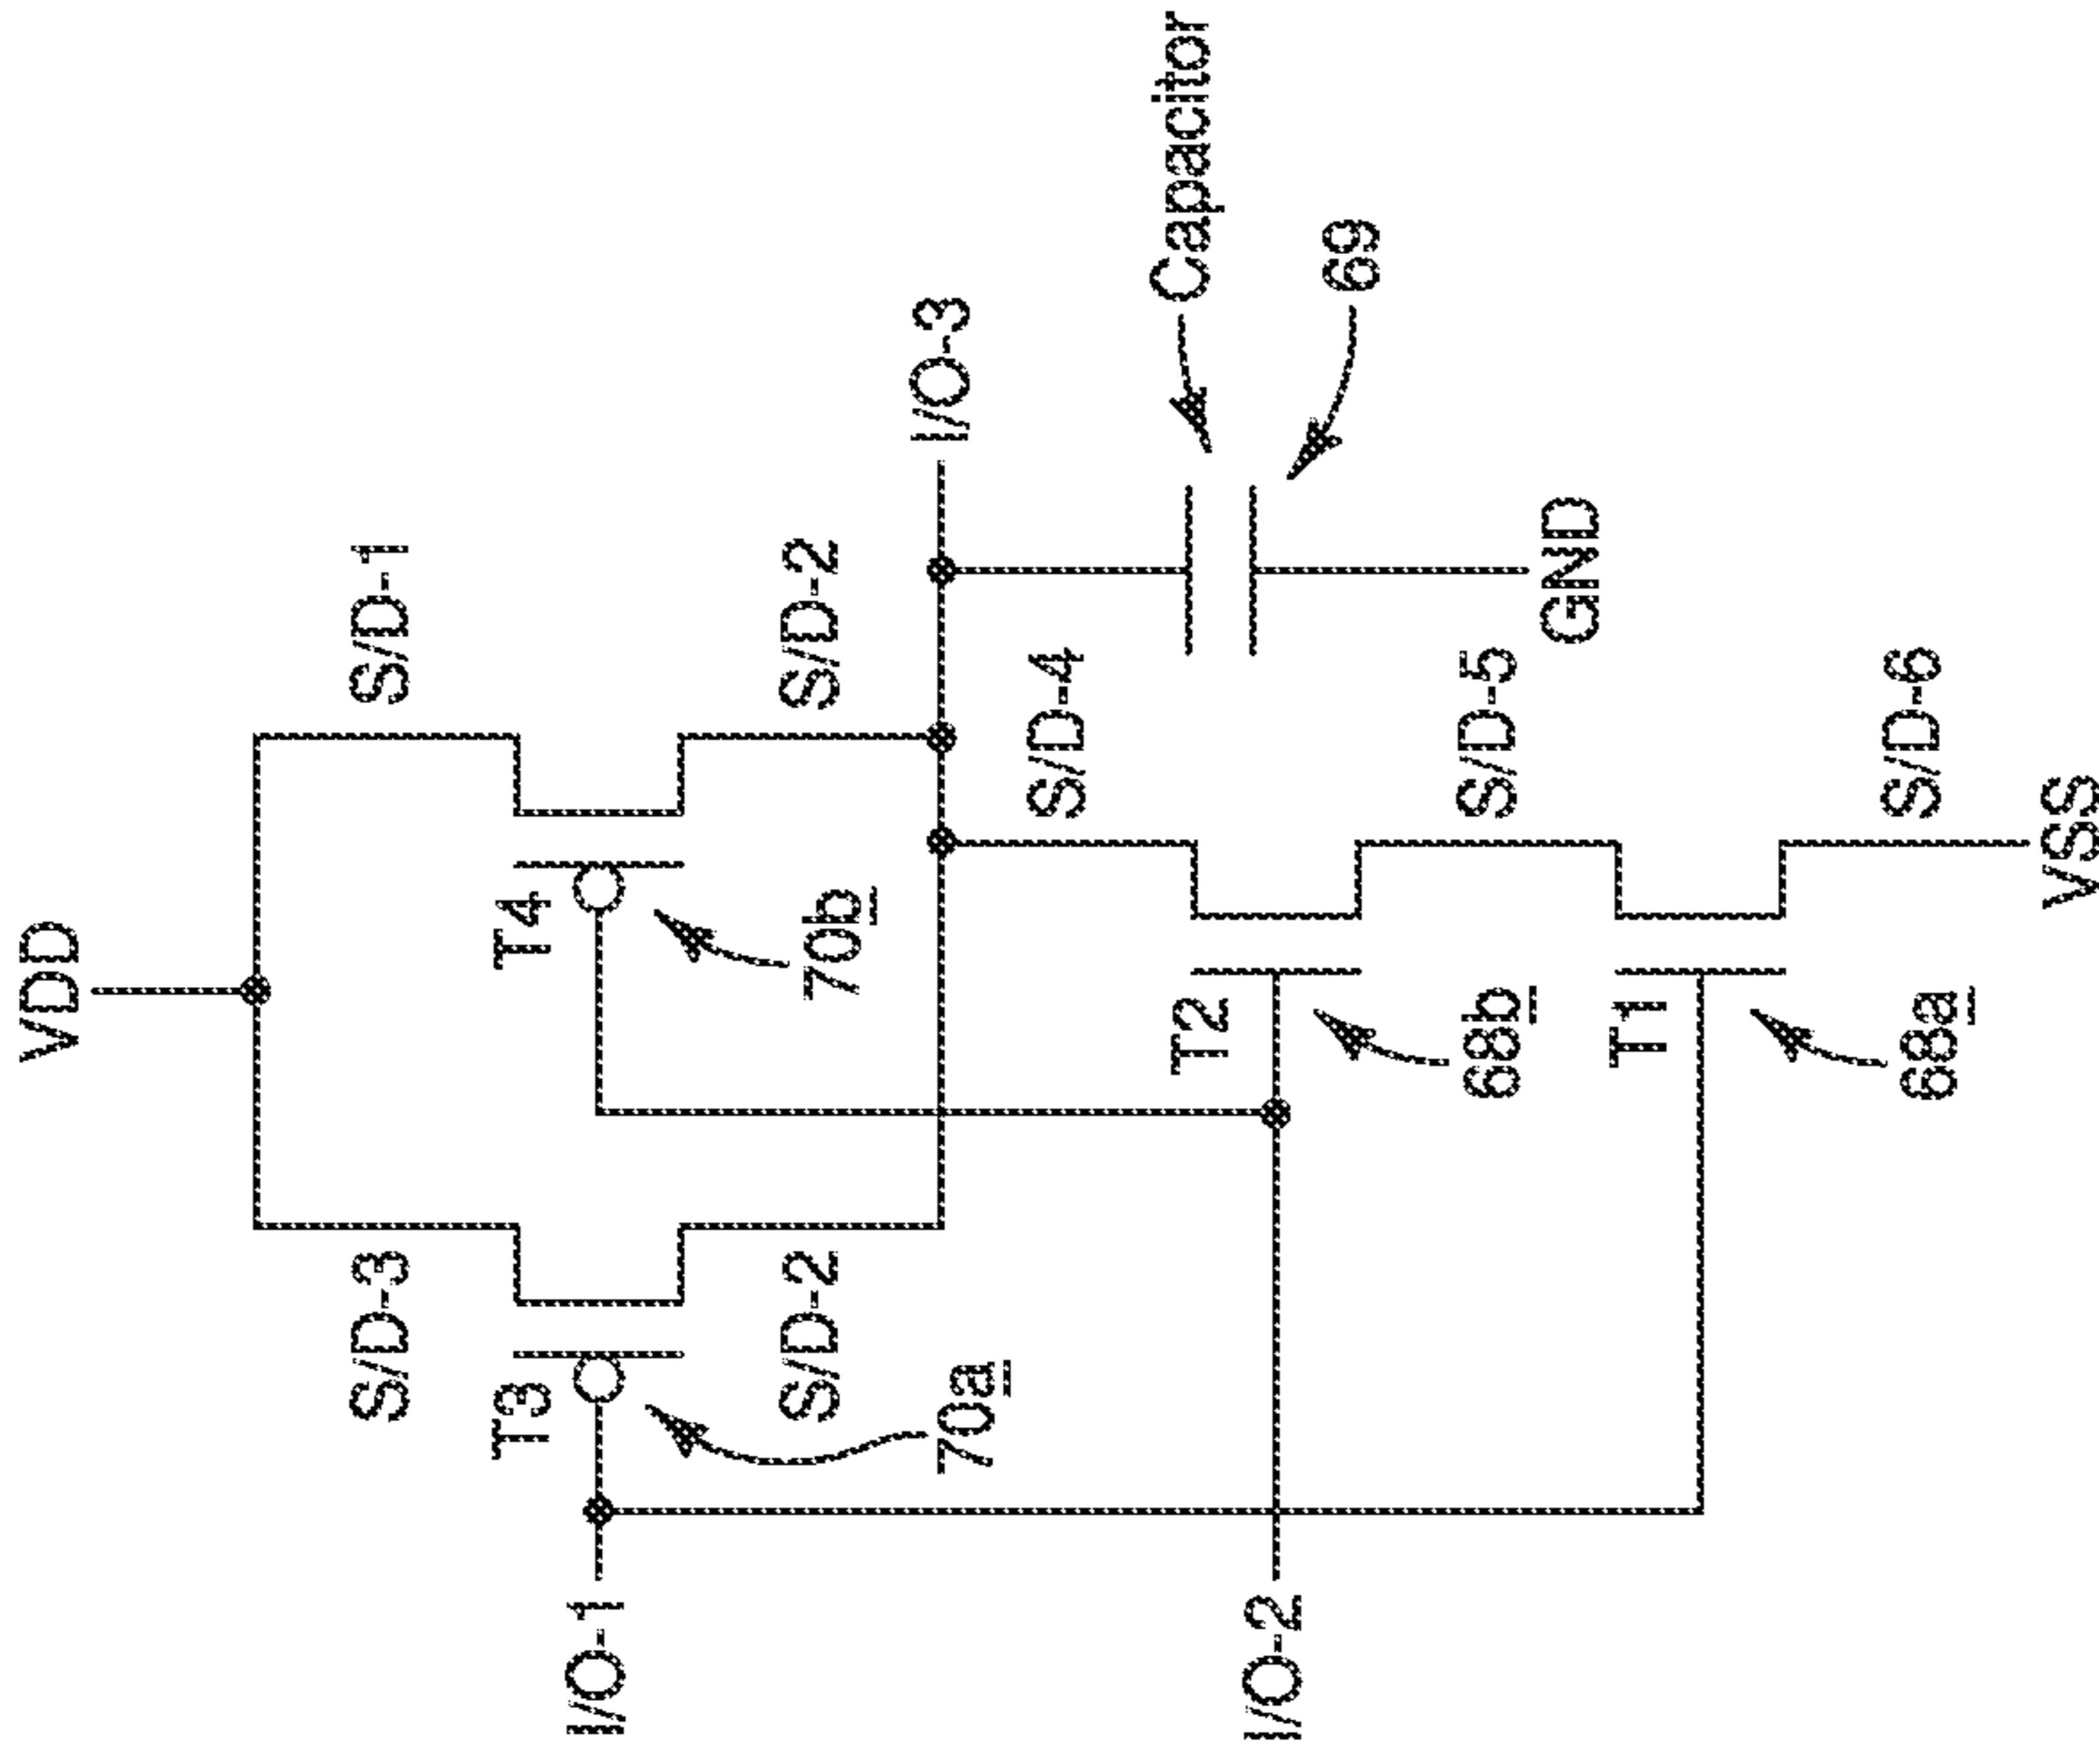 VDD
S/D-3
S/D-1
T3
T4
70a
70b
S/D-2
S/D-2
I/O-1
I/O-3
S/D-4
Capacitor
69
T2
68b
I/O-2
S/D-5
GND
T1
68a
S/D-6
VSS